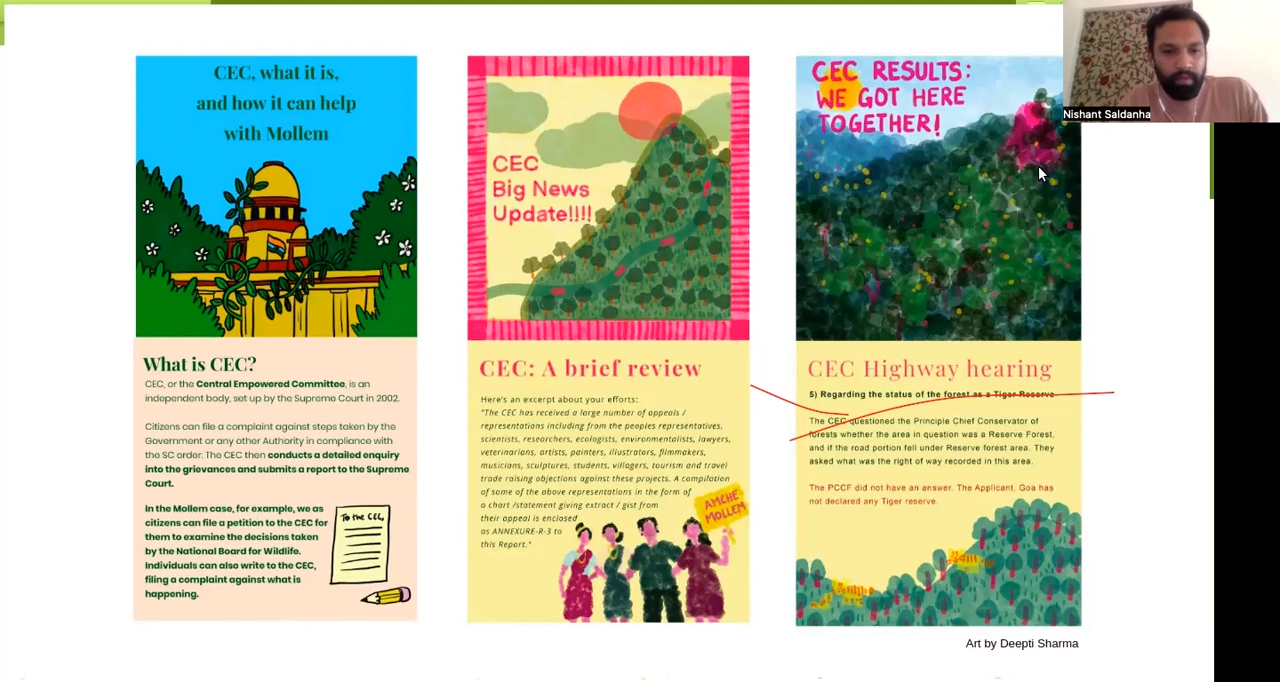 CEC, what it is,
and how it can help
with Mollem
What is CEC?
CEC, or the Central Empowered Committee, is an
independent body, set up by the Supreme Court in 2002.
Citizens can file a complaint against steps taken by the
Government or any other Authority in compliance with
the SC order. The CEC then conducts a detailed enquiry
into the grievances and submits a report to the Supreme
Court.
In the Mollem case, for example, we as
citizens can file a petition to the CEC for
them to examine the decisions taken
by the National Board for Wildlife.
Individuals can also write to the CEC,
filing a complaint against what is
happening.
To the CEC,
CEC
Big News
Update!!!!
CEC: A brief review
Here's an excerpt about your efforts:
"The CEC has received a large number of appeals /
representations including from the peoples representatives,
scientists, researchers, ecologists, environmentalists, lawyers,
veterinarians, artists, painters, illustrators, filmmakers,
musicians, sculptures, students, villagers, tourism and travel
trade raising objections against these projects. A compilation
of some of the above representations in the form of
a chart /statement giving extract / gist from
their appeal is enclosed
as ANNEXURE-R-3 to
this Report."
AMCHE
MOLLEM
CEC RESULTS:
WE GOT HERE
TOGETHER!
CEC Highway hearing
5) Regarding the status of the forest as a Tiger Reserve
The CEC questioned the Principle Chief Conservator of
forests whether the area in question was a Reserve Forest,
and if the road portion fell under Reserve forest area. They
asked what was the right of way recorded in this area.
The PCCF did not have an answer. The Applicant, Goa has
not declared any Tiger reserve.
Art by Deepti Sharma
Nishant Saldanha